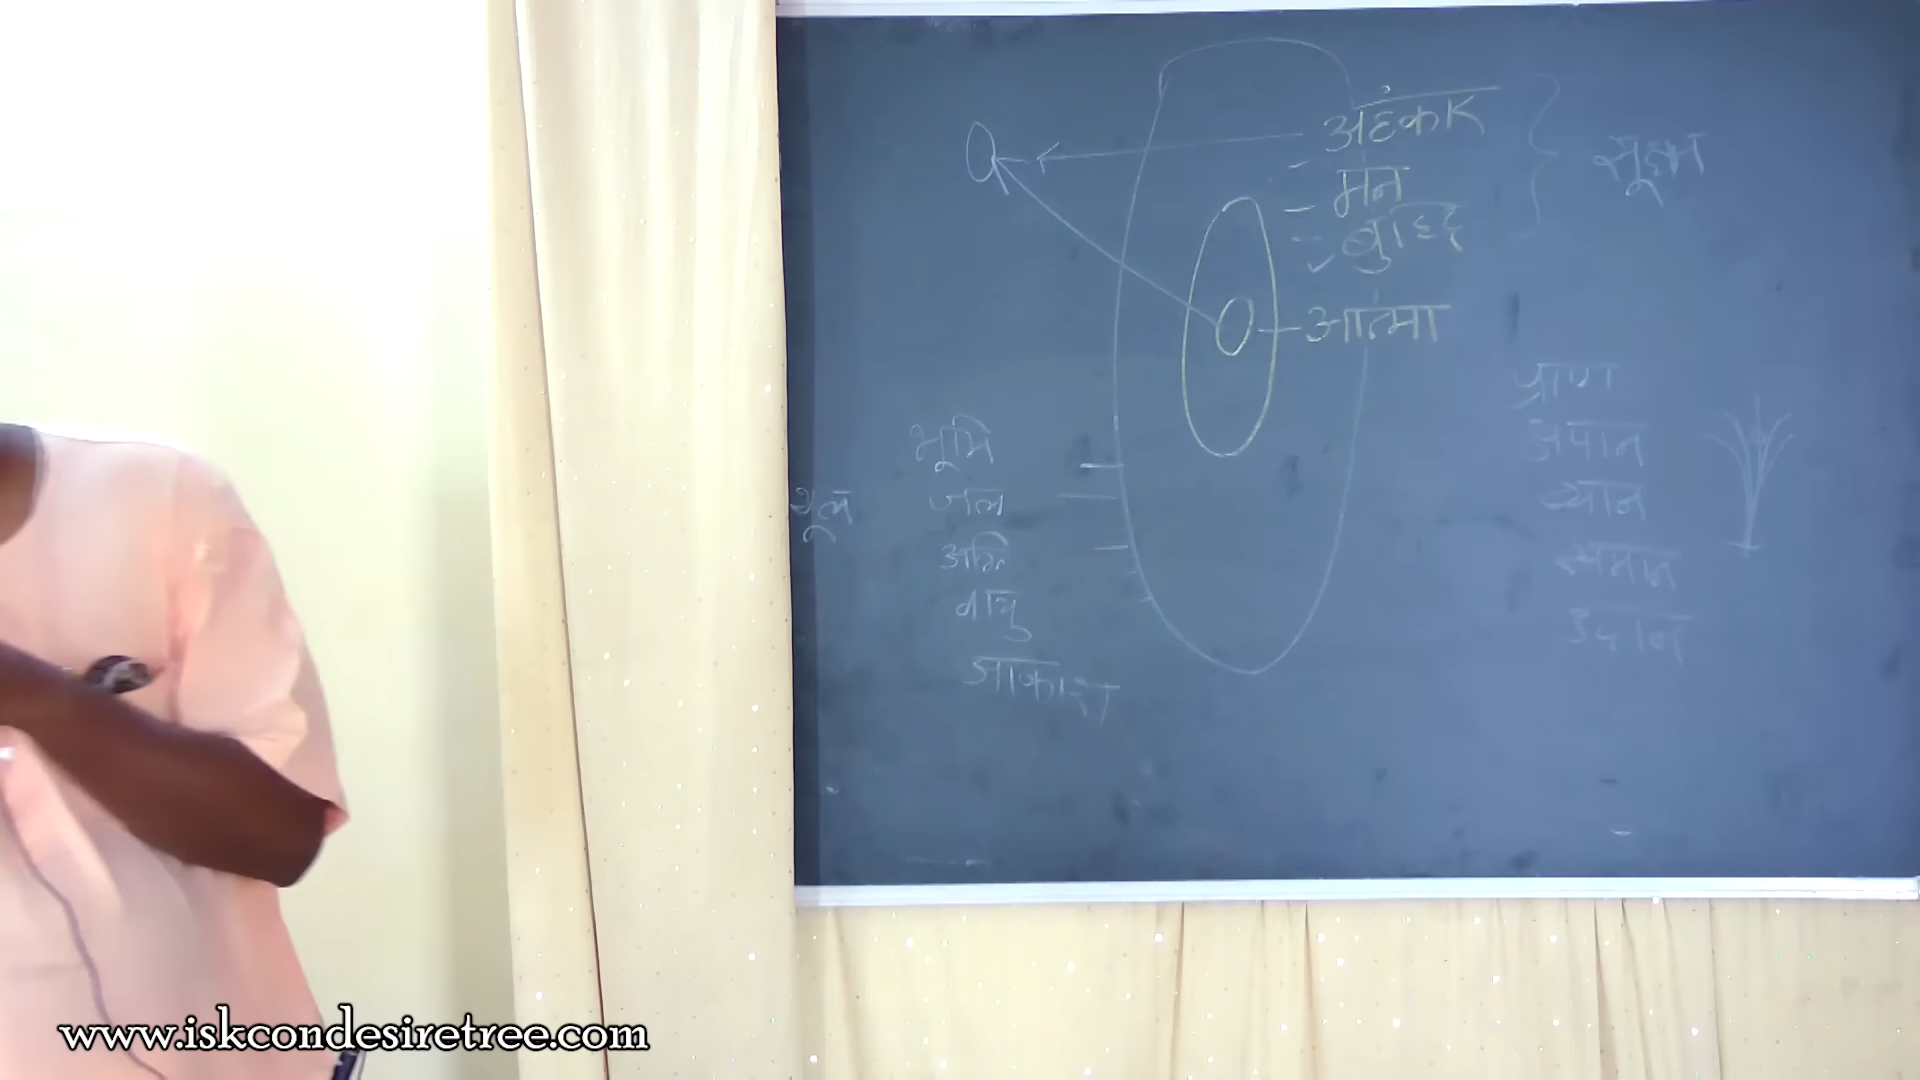 अहंकार
मन
बुद्धि
सूक्ष्म
आत्मा
भूमि
स्थूल
जल
अग्नि
वायु
आकाश
प्राण
अपान
व्यान
समान
उदान
www.iskcondesiretree.com